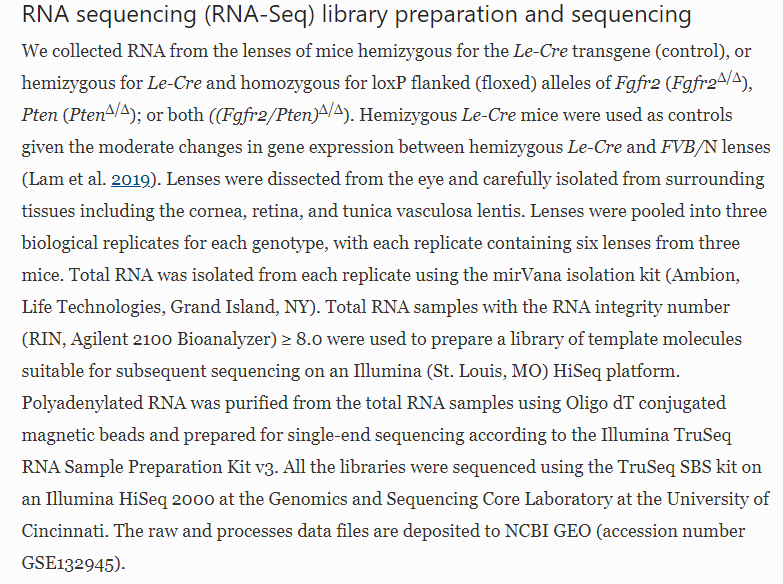 RNA sequencing (RNA-Seq) library preparation and sequencing
We collected RNA from the lenses of mice hemizygous for the Le-Cre transgene (control), or
hemizygous for Le-Cre and homozygous for loxP flanked (floxed) alleles of Fgfr2 (Fgfr2Δ/Δ),
Pten (PtenΔ/Δ); or both ((Fgfr2/Pten)Δ/Δ). Hemizygous Le-Cre mice were used as controls
given the moderate changes in gene expression between hemizygous Le-Cre and FVB/N lenses
(Lam et al. 2019). Lenses were dissected from the eye and carefully isolated from surrounding
tissues including the cornea, retina, and tunica vasculosa lentis. Lenses were pooled into three
biological replicates for each genotype, with each replicate containing six lenses from three
mice. Total RNA was isolated from each replicate using the mirVana isolation kit (Ambion,
Life Technologies, Grand Island, NY). Total RNA samples with the RNA integrity number
(RIN, Agilent 2100 Bioanalyzer) ≥ 8.0 were used to prepare a library of template molecules
suitable for subsequent sequencing on an Illumina (St. Louis, MO) HiSeq platform.
Polyadenylated RNA was purified from the total RNA samples using Oligo dT conjugated
magnetic beads and prepared for single-end sequencing according to the Illumina TruSeq
RNA Sample Preparation Kit v3. All the libraries were sequenced using the TruSeq SBS kit on
an Illumina HiSeq 2000 at the Genomics and Sequencing Core Laboratory at the University of
Cincinnati. The raw and processes data files are deposited to NCBI GEO (accession number
GSE132945).